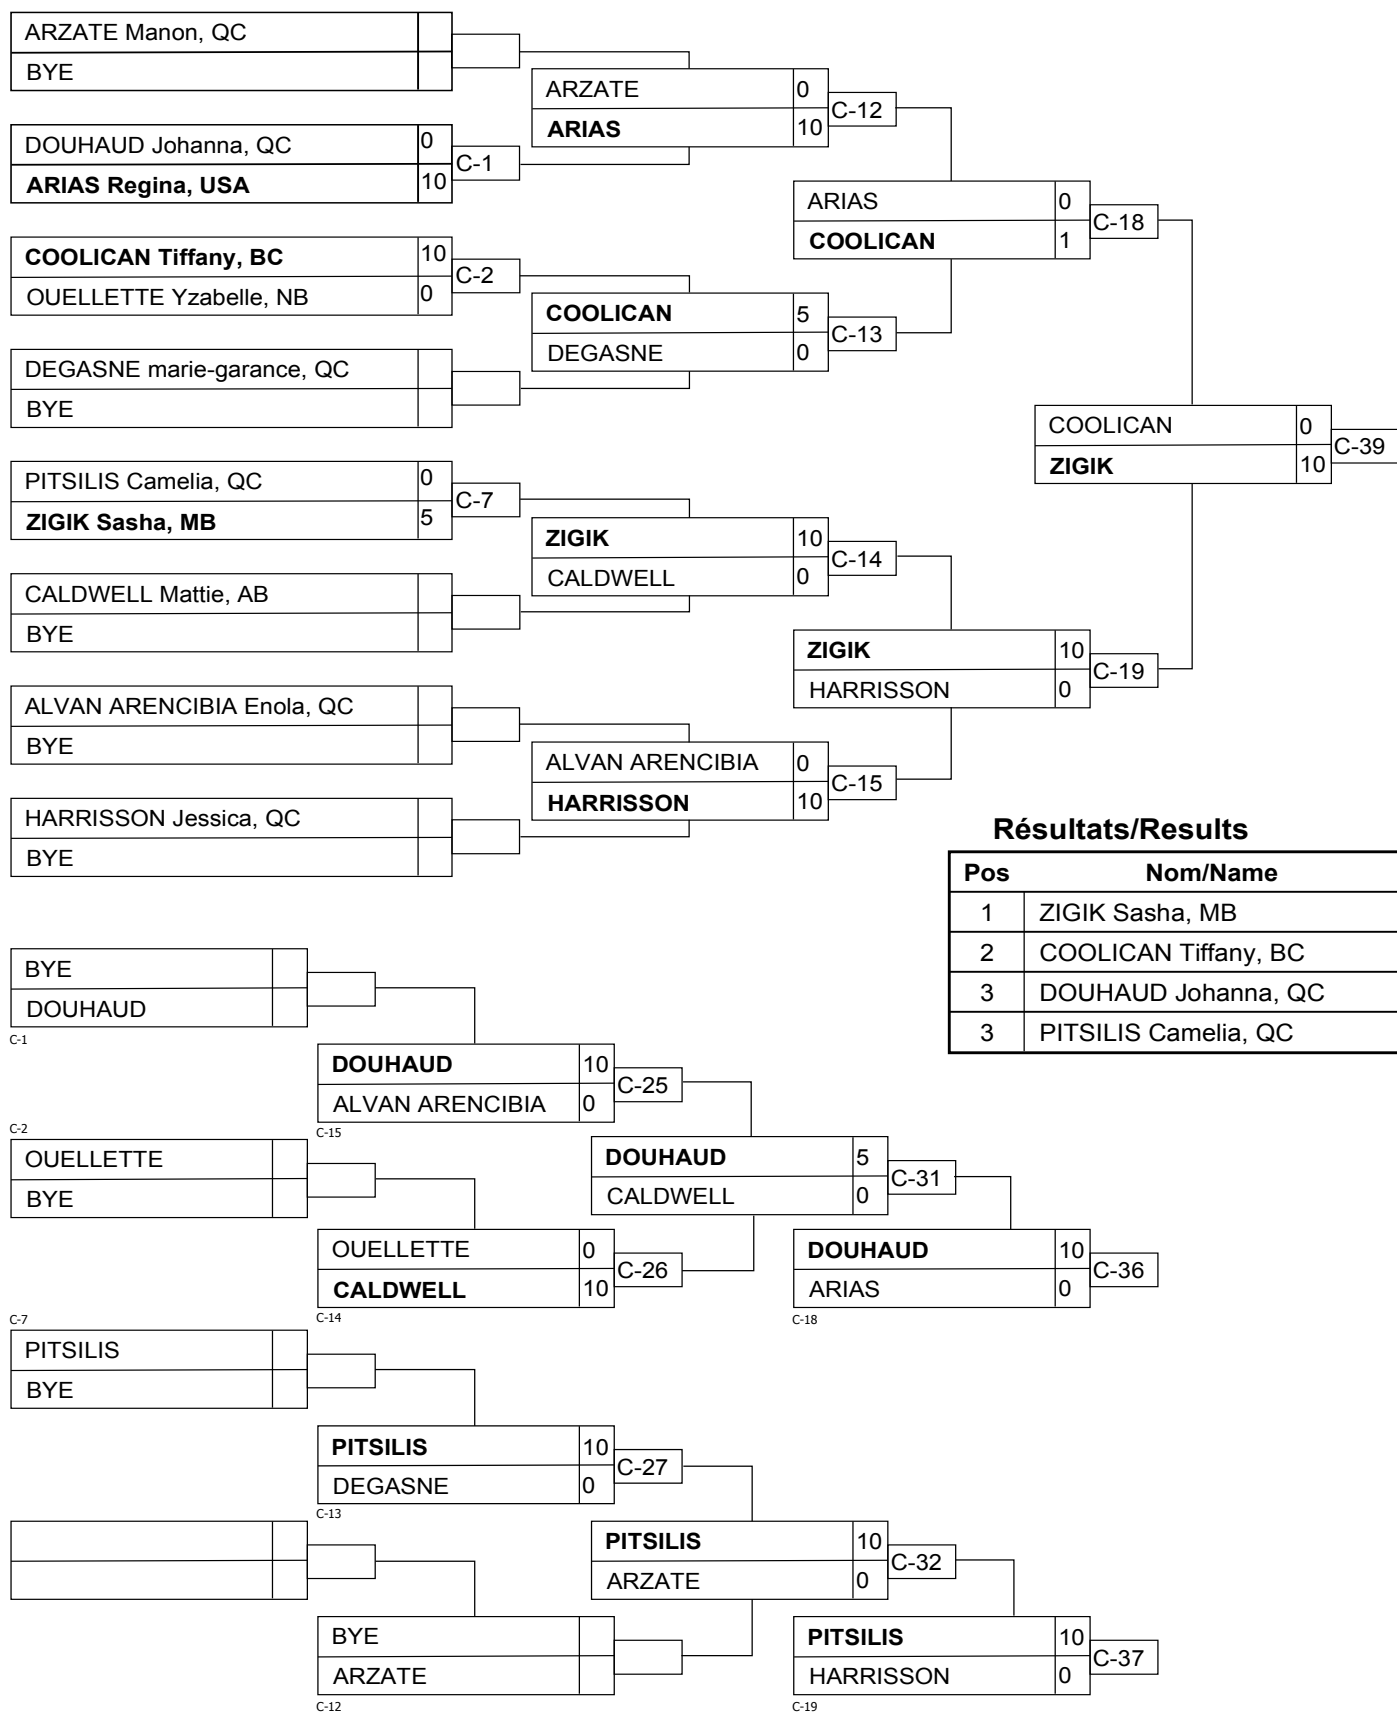 ARZATE Manon, QC
BYE
DOUHAUD Johanna, QC 0
ARIAS Regina, USA 10
C-1
COOLICAN Tiffany, BC 10
OUELLETTE Yzabelle, NB 0
C-2
DEGASNE marie-garance, QC
BYE
PITSILIS Camelia, QC 0
ZIGIK Sasha, MB 5
C-7
CALDWELL Mattie, AB
BYE
ALVAN ARENCIBIA Enola, QC
BYE
HARRISSON Jessica, QC
BYE
ARZATE 0
ARIAS 10
C-12
COOLICAN 5
DEGASNE 0
C-13
ZIGIK 10
CALDWELL 0
C-14
ALVAN ARENCIBIA 0
HARRISSON 10
C-15
ARIAS 0
COOLICAN 1
C-18
ZIGIK 10
HARRISSON 0
C-19
COOLICAN 0
ZIGIK 10
C-39
Résultats/Results
Pos Nom/Name
1 ZIGIK Sasha, MB
2 COOLICAN Tiffany, BC
3 DOUHAUD Johanna, QC
3 PITSILIS Camelia, QC
BYE
DOUHAUD
C-1
C-2
OUELLETTE
BYE
C-7
PITSILIS
BYE
DOUHAUD 10
ALVAN ARENCIBIA 0
C-25
C-15
OUELLETTE 0
CALDWELL 10
C-26
C-14
PITSILIS 10
DEGASNE 0
C-27
C-13
BYE
ARZATE
C-12
DOUHAUD 5
CALDWELL 0
C-31
PITSILIS 10
ARZATE 0
C-32
DOUHAUD 10
ARIAS 0
C-36
C-18
PITSILIS 10
HARRISSON 0
C-37
C-19